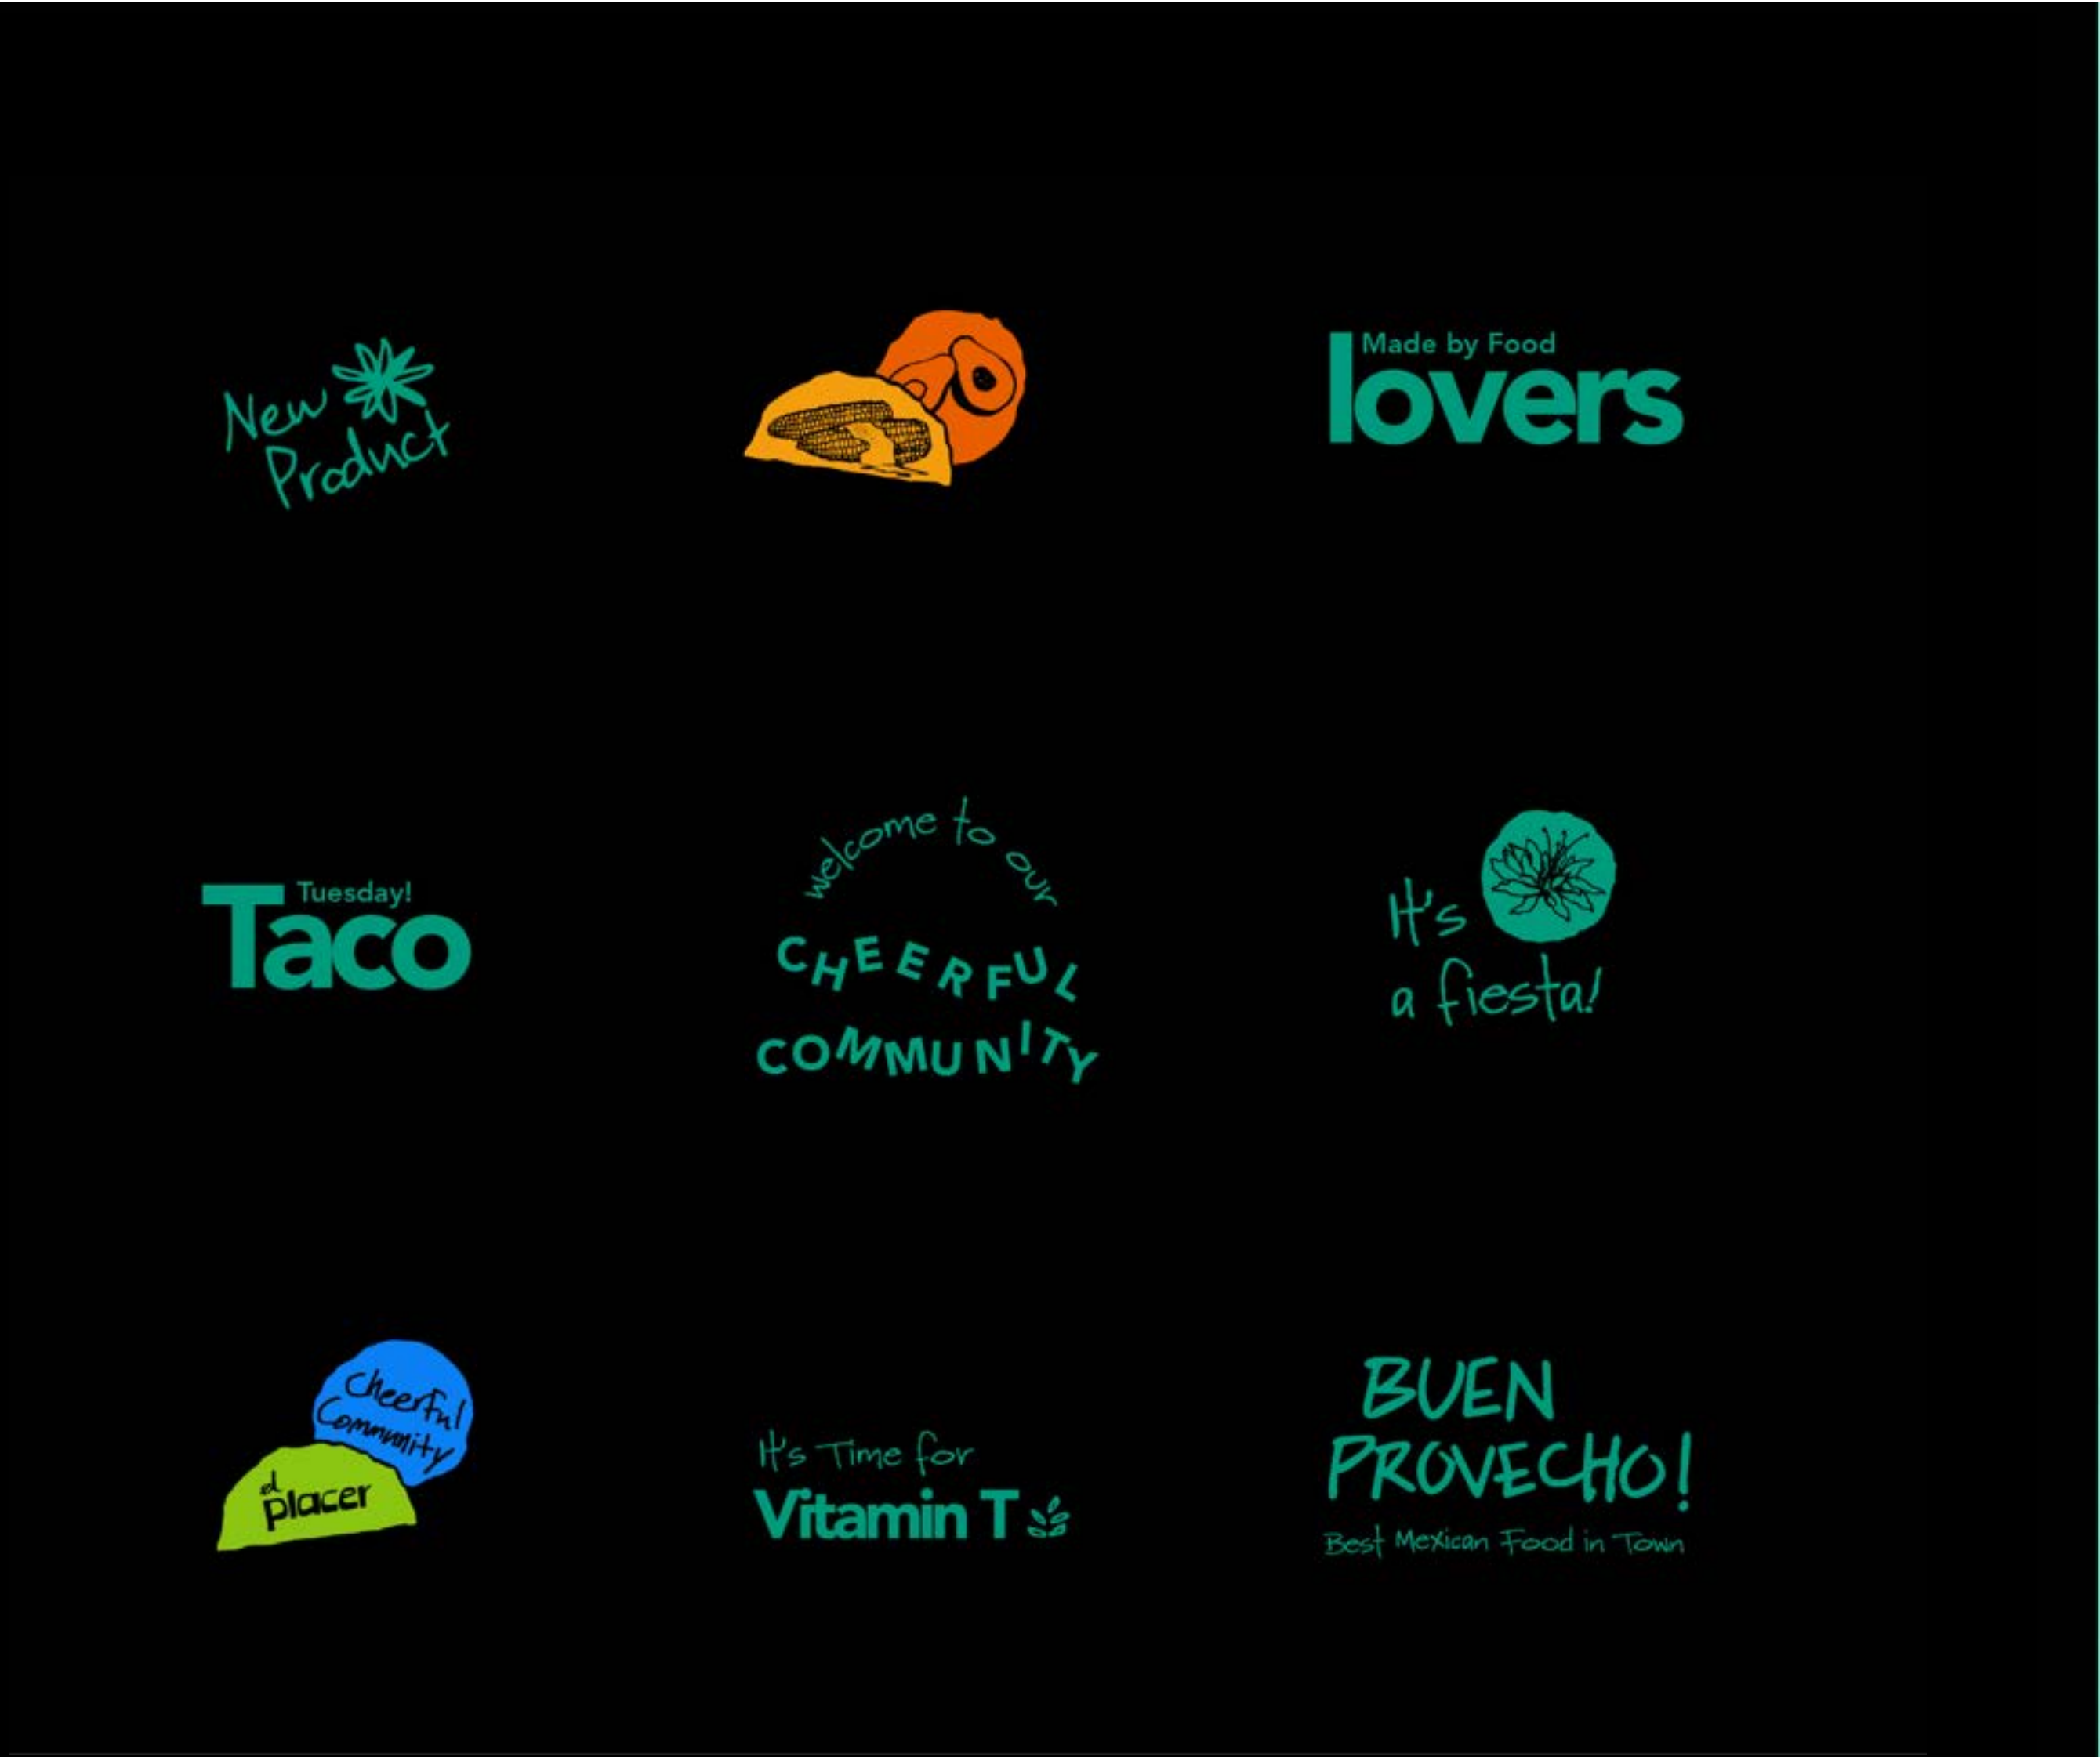 New
Product
Made by Food
lovers
Tuesday!
Taco
welcome to our
CHEERFUL
COMMUNITY
It's
a fiesta!
Cheerful
Community
el
placer
It's Time for
Vitamin T
BUEN
PROVECHO!
Best Mexican Food in Town